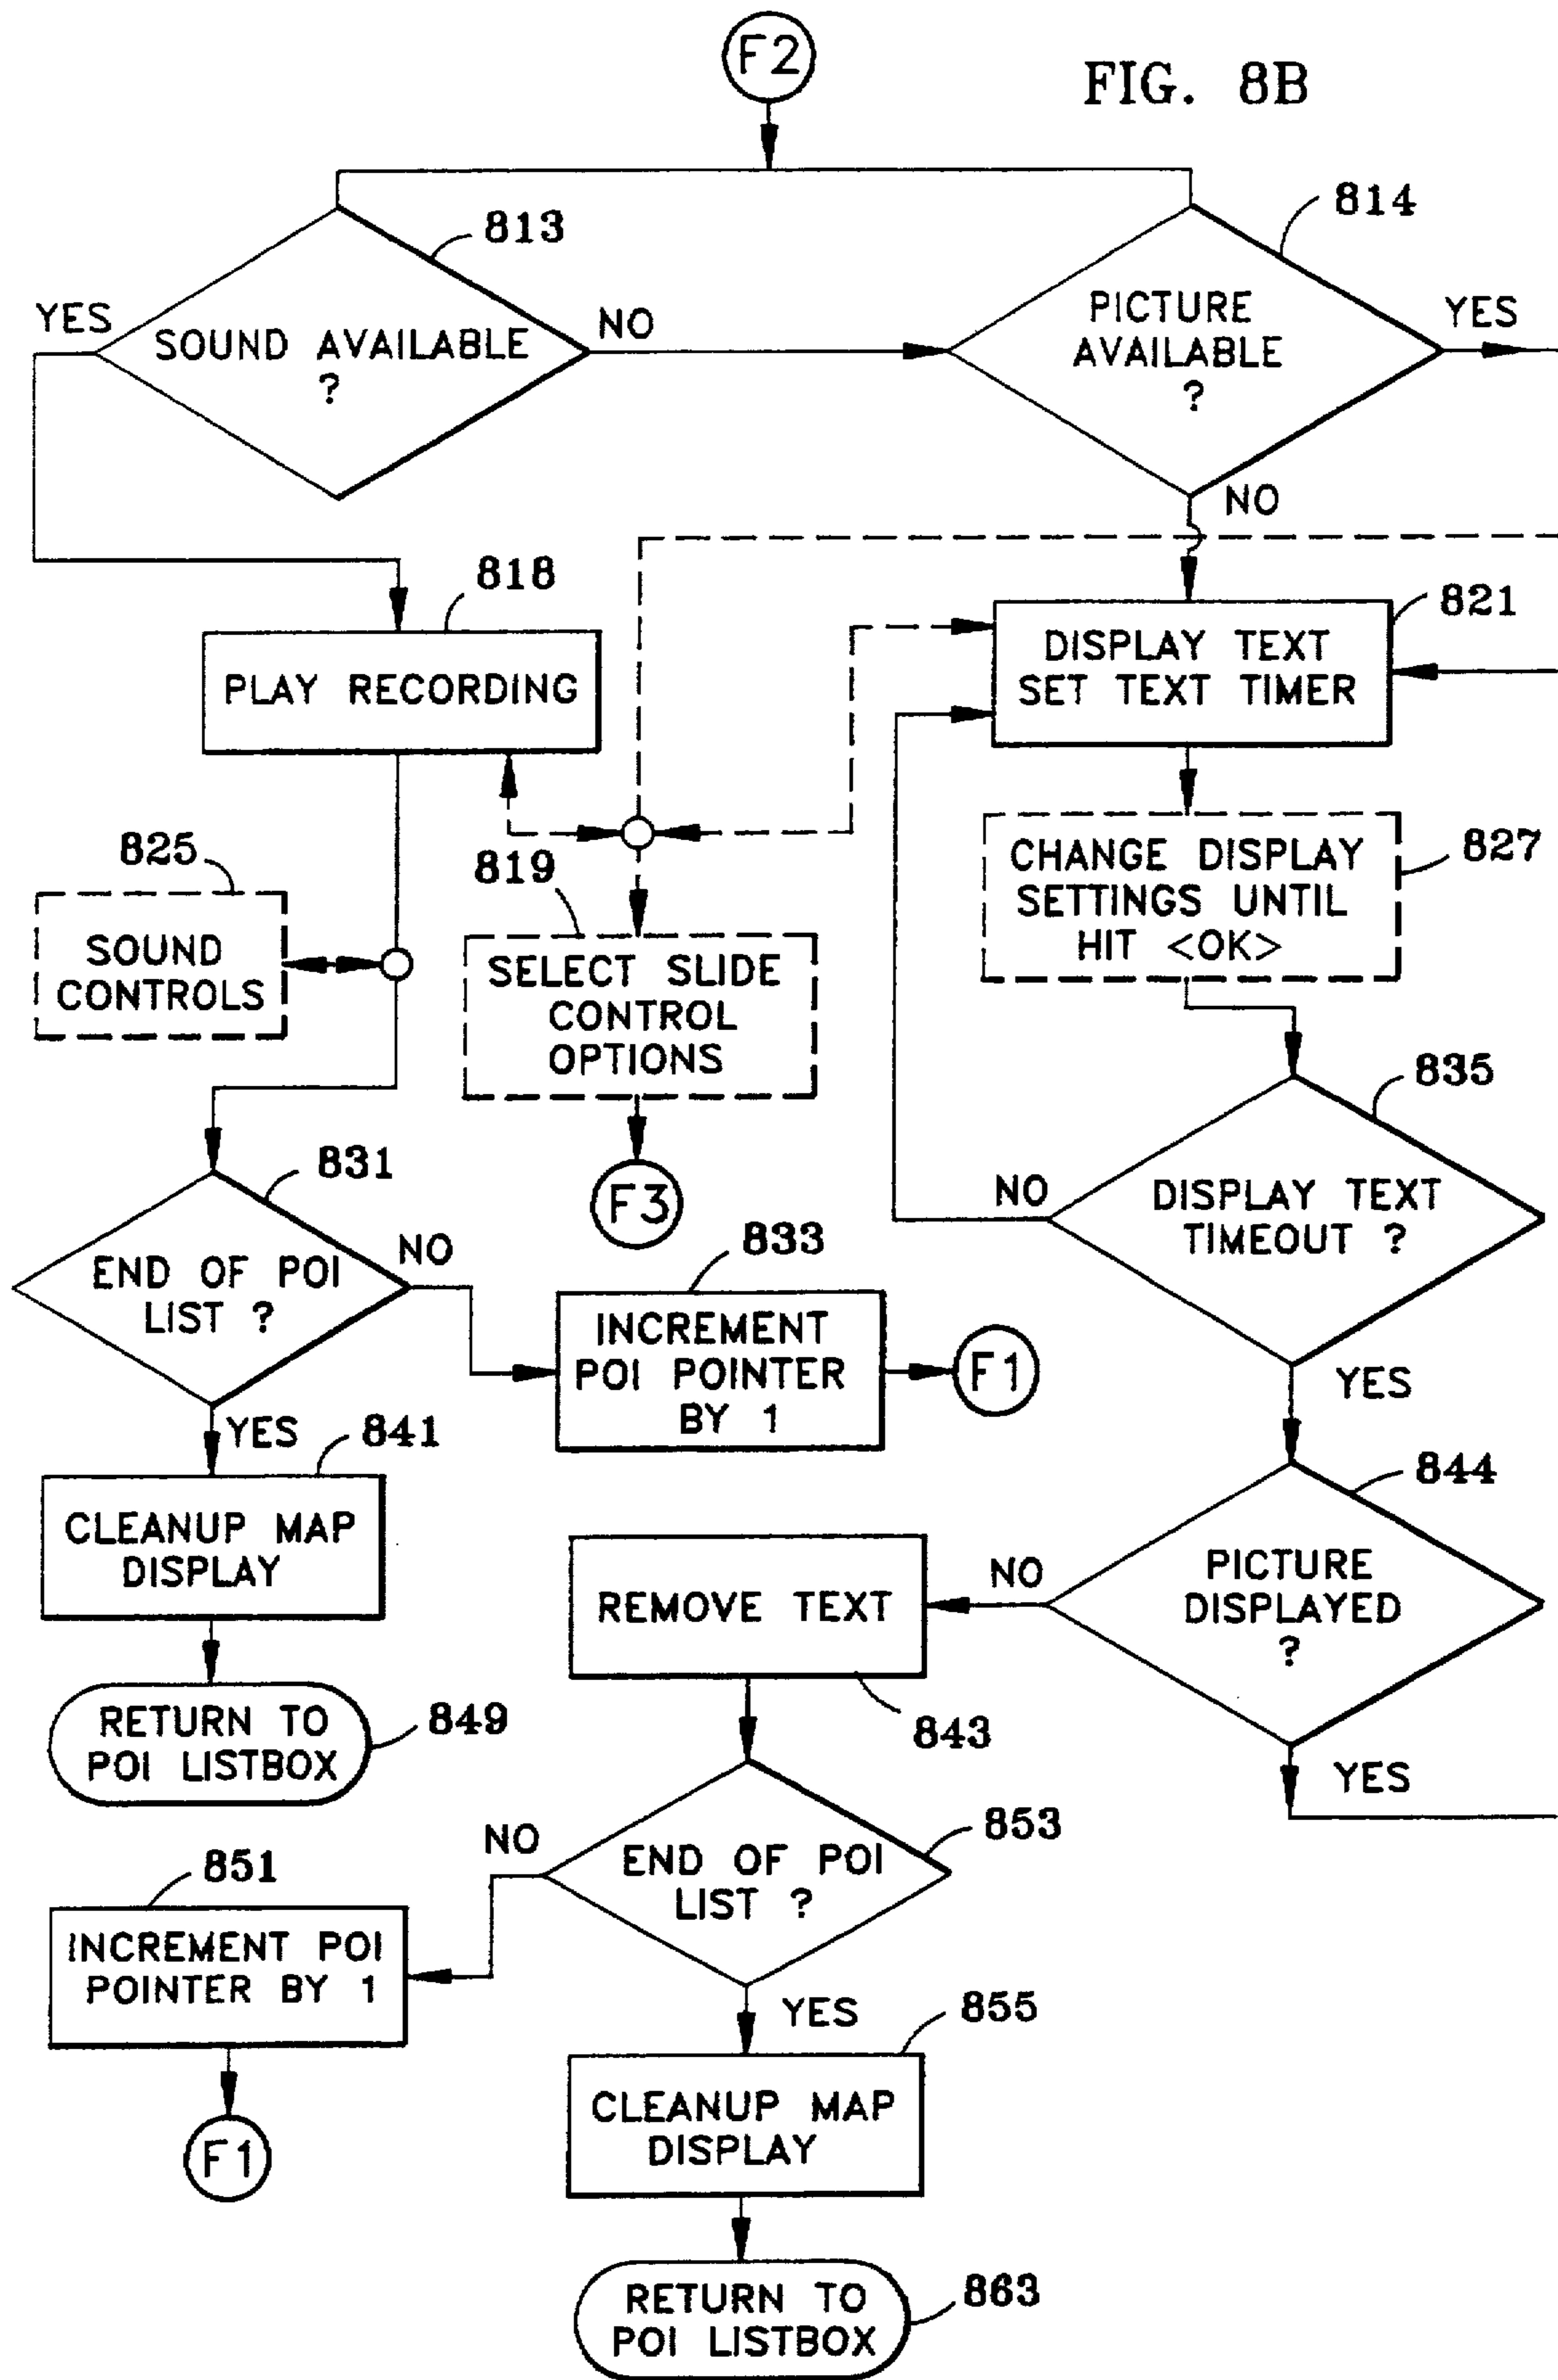 F2
FIG. 8B
813
814
YES
SOUND AVAILABLE
?
NO
PICTURE
AVAILABLE
?
YES
NO
818
PLAY RECORDING
821
DISPLAY TEXT
SET TEXT TIMER
825
SOUND
CONTROLS
819
SELECT SLIDE
CONTROL
OPTIONS
F3
827
CHANGE DISPLAY
SETTINGS UNTIL
HIT <OK>
835
NO
DISPLAY TEXT
TIMEOUT ?
YES
831
END OF POI
LIST ?
NO
833
INCREMENT
POI POINTER
BY 1
F1
YES
841
CLEANUP MAP
DISPLAY
RETURN TO
POI LISTBOX
849
844
PICTURE
DISPLAYED
?
NO
YES
REMOVE TEXT
843
853
END OF POI
LIST ?
NO
851
INCREMENT POI
POINTER BY 1
F1
YES
855
CLEANUP MAP
DISPLAY
RETURN TO
POI LISTBOX
863